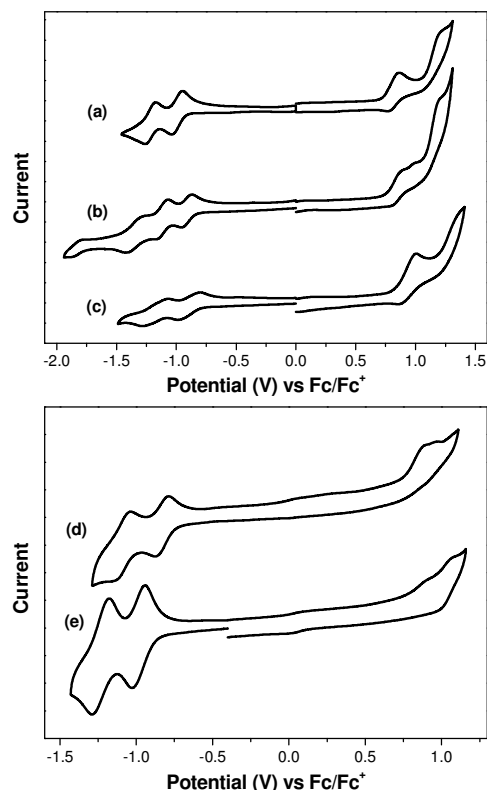 Current
(a)
(b)
(c)
-2.0 -1.5 -1.0 -0.5 0.0 0.5 1.0 1.5
Potential (V) vs Fc/Fc+
Current
(d)
(e)
-1.5 -1.0 -0.5 0.0 0.5 1.0
Potential (V) vs Fc/Fc+